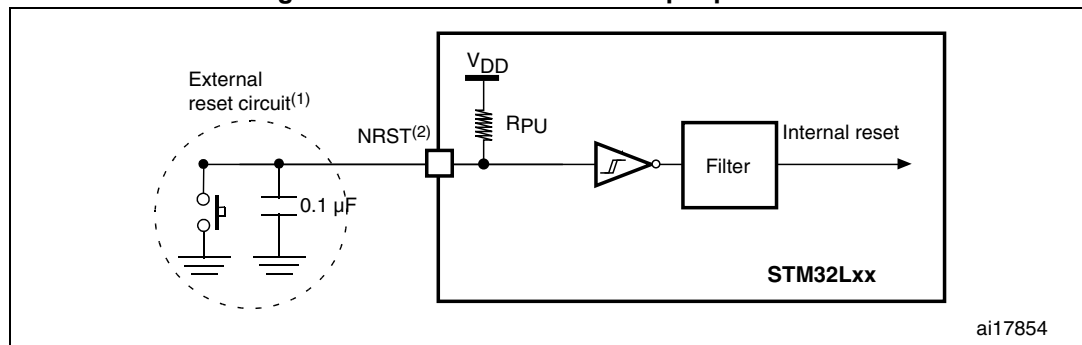 External
reset circuit(1)
VDD
NRST(2)
RPU
Internal reset
Filter
0.1 µF
STM32Lxx
ai17854